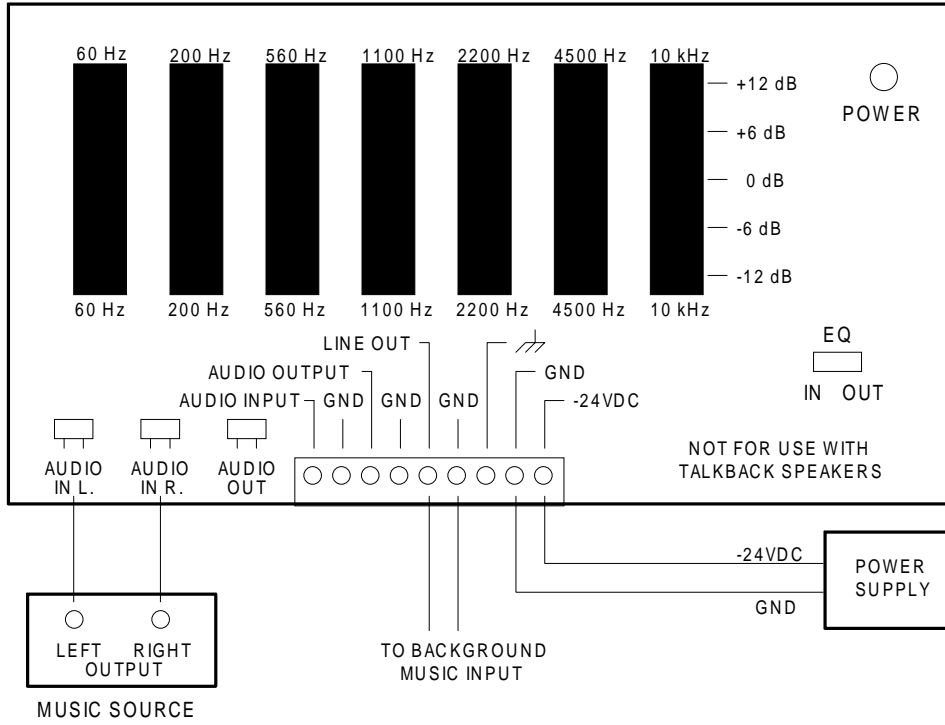 60 Hz 200 Hz 560 Hz 1100 Hz 2200 Hz 4500 Hz 10 kHz
+12 dB
+6 dB
0 dB
-6 dB
-12 dB
POWER
60 Hz 200 Hz 560 Hz 1100 Hz 2200 Hz 4500 Hz 10 kHz
LINE OUT
EQ
IN OUT
AUDIO OUTPUT GND
AUDIO INPUT GND GND GND -24VDC
NOT FOR USE WITH
TALKBACK SPEAKERS
AUDIO
IN L.
AUDIO
IN R.
AUDIO
OUT
-24VDC
GND
POWER
SUPPLY
LEFT RIGHT
OUTPUT
MUSIC SOURCE
TO BACKGROUND
MUSIC INPUT